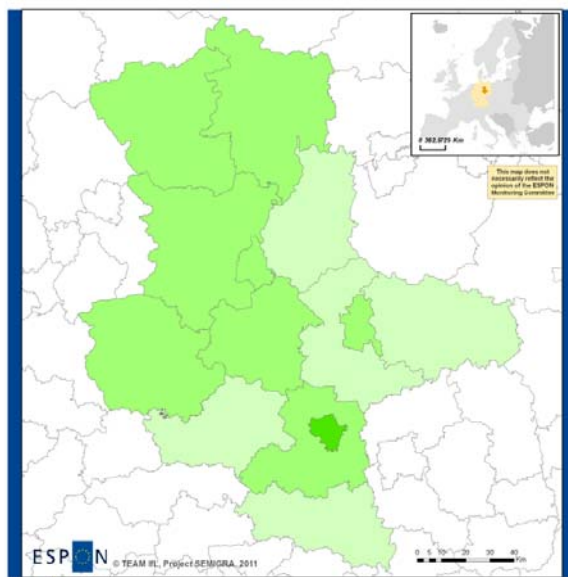 This map does not
necessarily reflect the
opinion of the ESPON
Monitoring Committee
0 5 10 20 30 40
Km
ESPON
© TEAM IfL, Project SEMIGRA, 2011